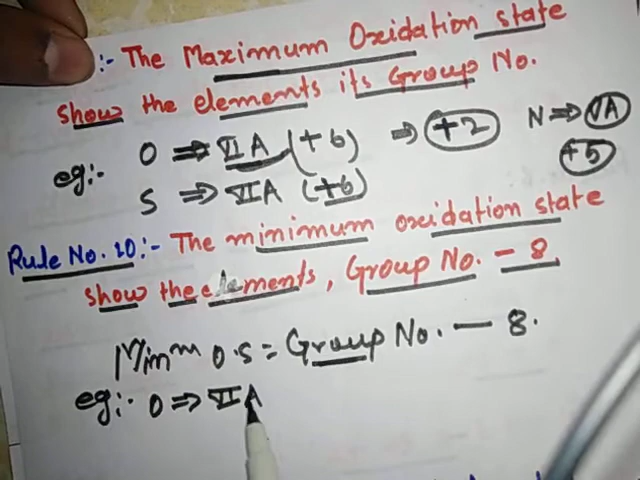 :- The Maximum Oxidation state
show the elements its Group No.
eg:- O ⇒ VIA (+6) ⇒ +2 N ⇒ VA
S ⇒ VIA (+6) +5
Rule No. 10:- The minimum oxidation state
show the elements, Group No. - 8
Minmm O.S = Group No. - 8.
eg:- O ⇒ VIA